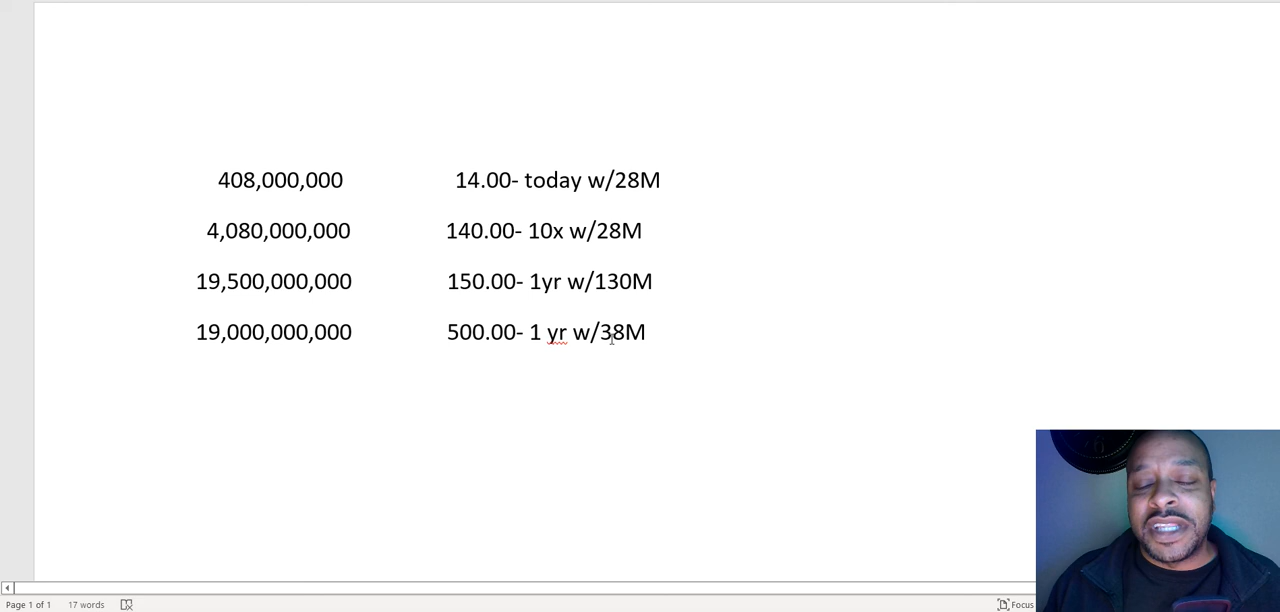 408,000,000 14.00- today w/28M
4,080,000,000 140.00- 10x w/28M
19,500,000,000 150.00- 1yr w/130M
19,000,000,000 500.00- 1 yr w/38M
Page 1 of 1 17 words Focus